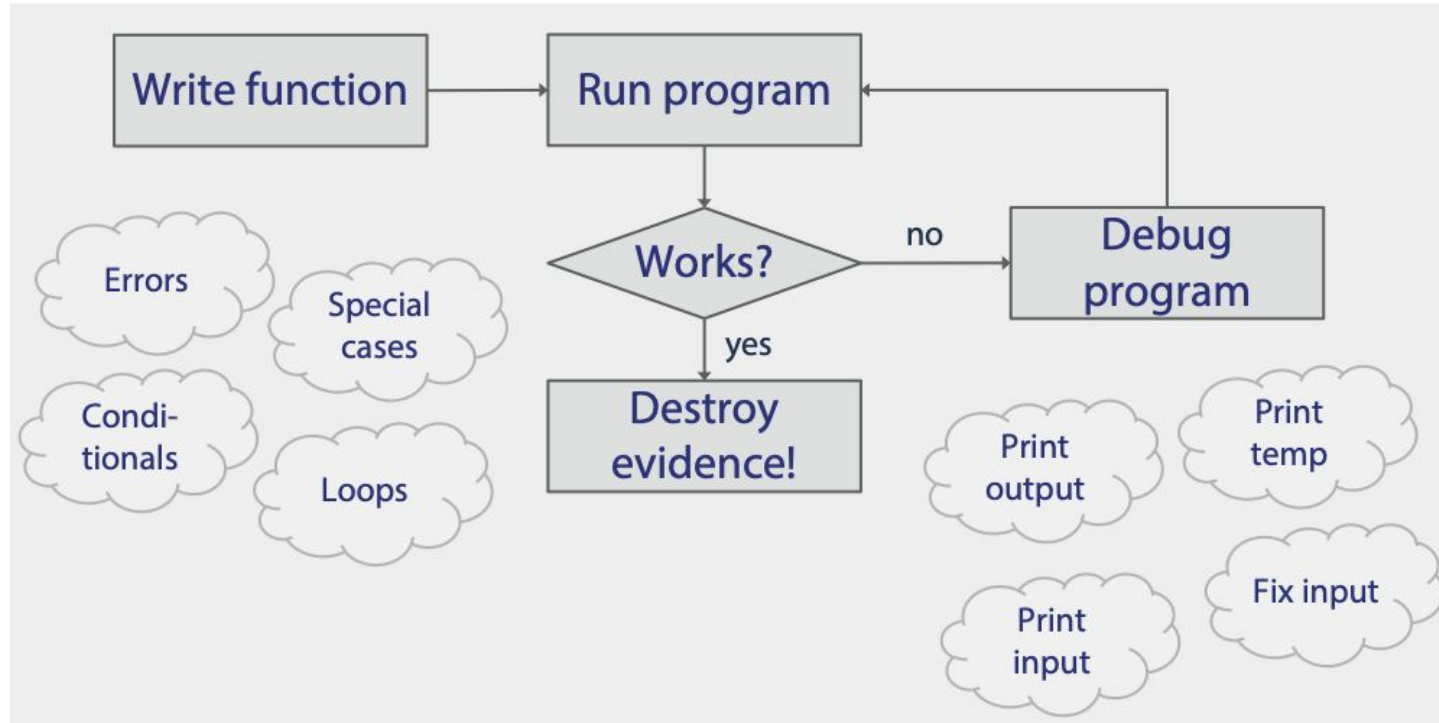 Write function
Run program
Works?
no
Debug
program
yes
Destroy
evidence!
Errors
Special
cases
Condi-
tionals
Loops
Print
output
Print
temp
Print
input
Fix input